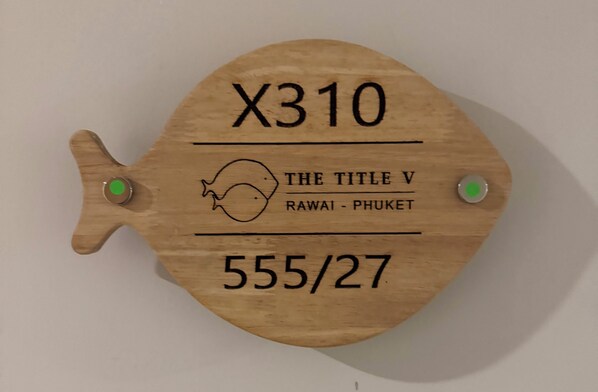 X310
THE TITLE V
RAWAI - PHUKET
555/27